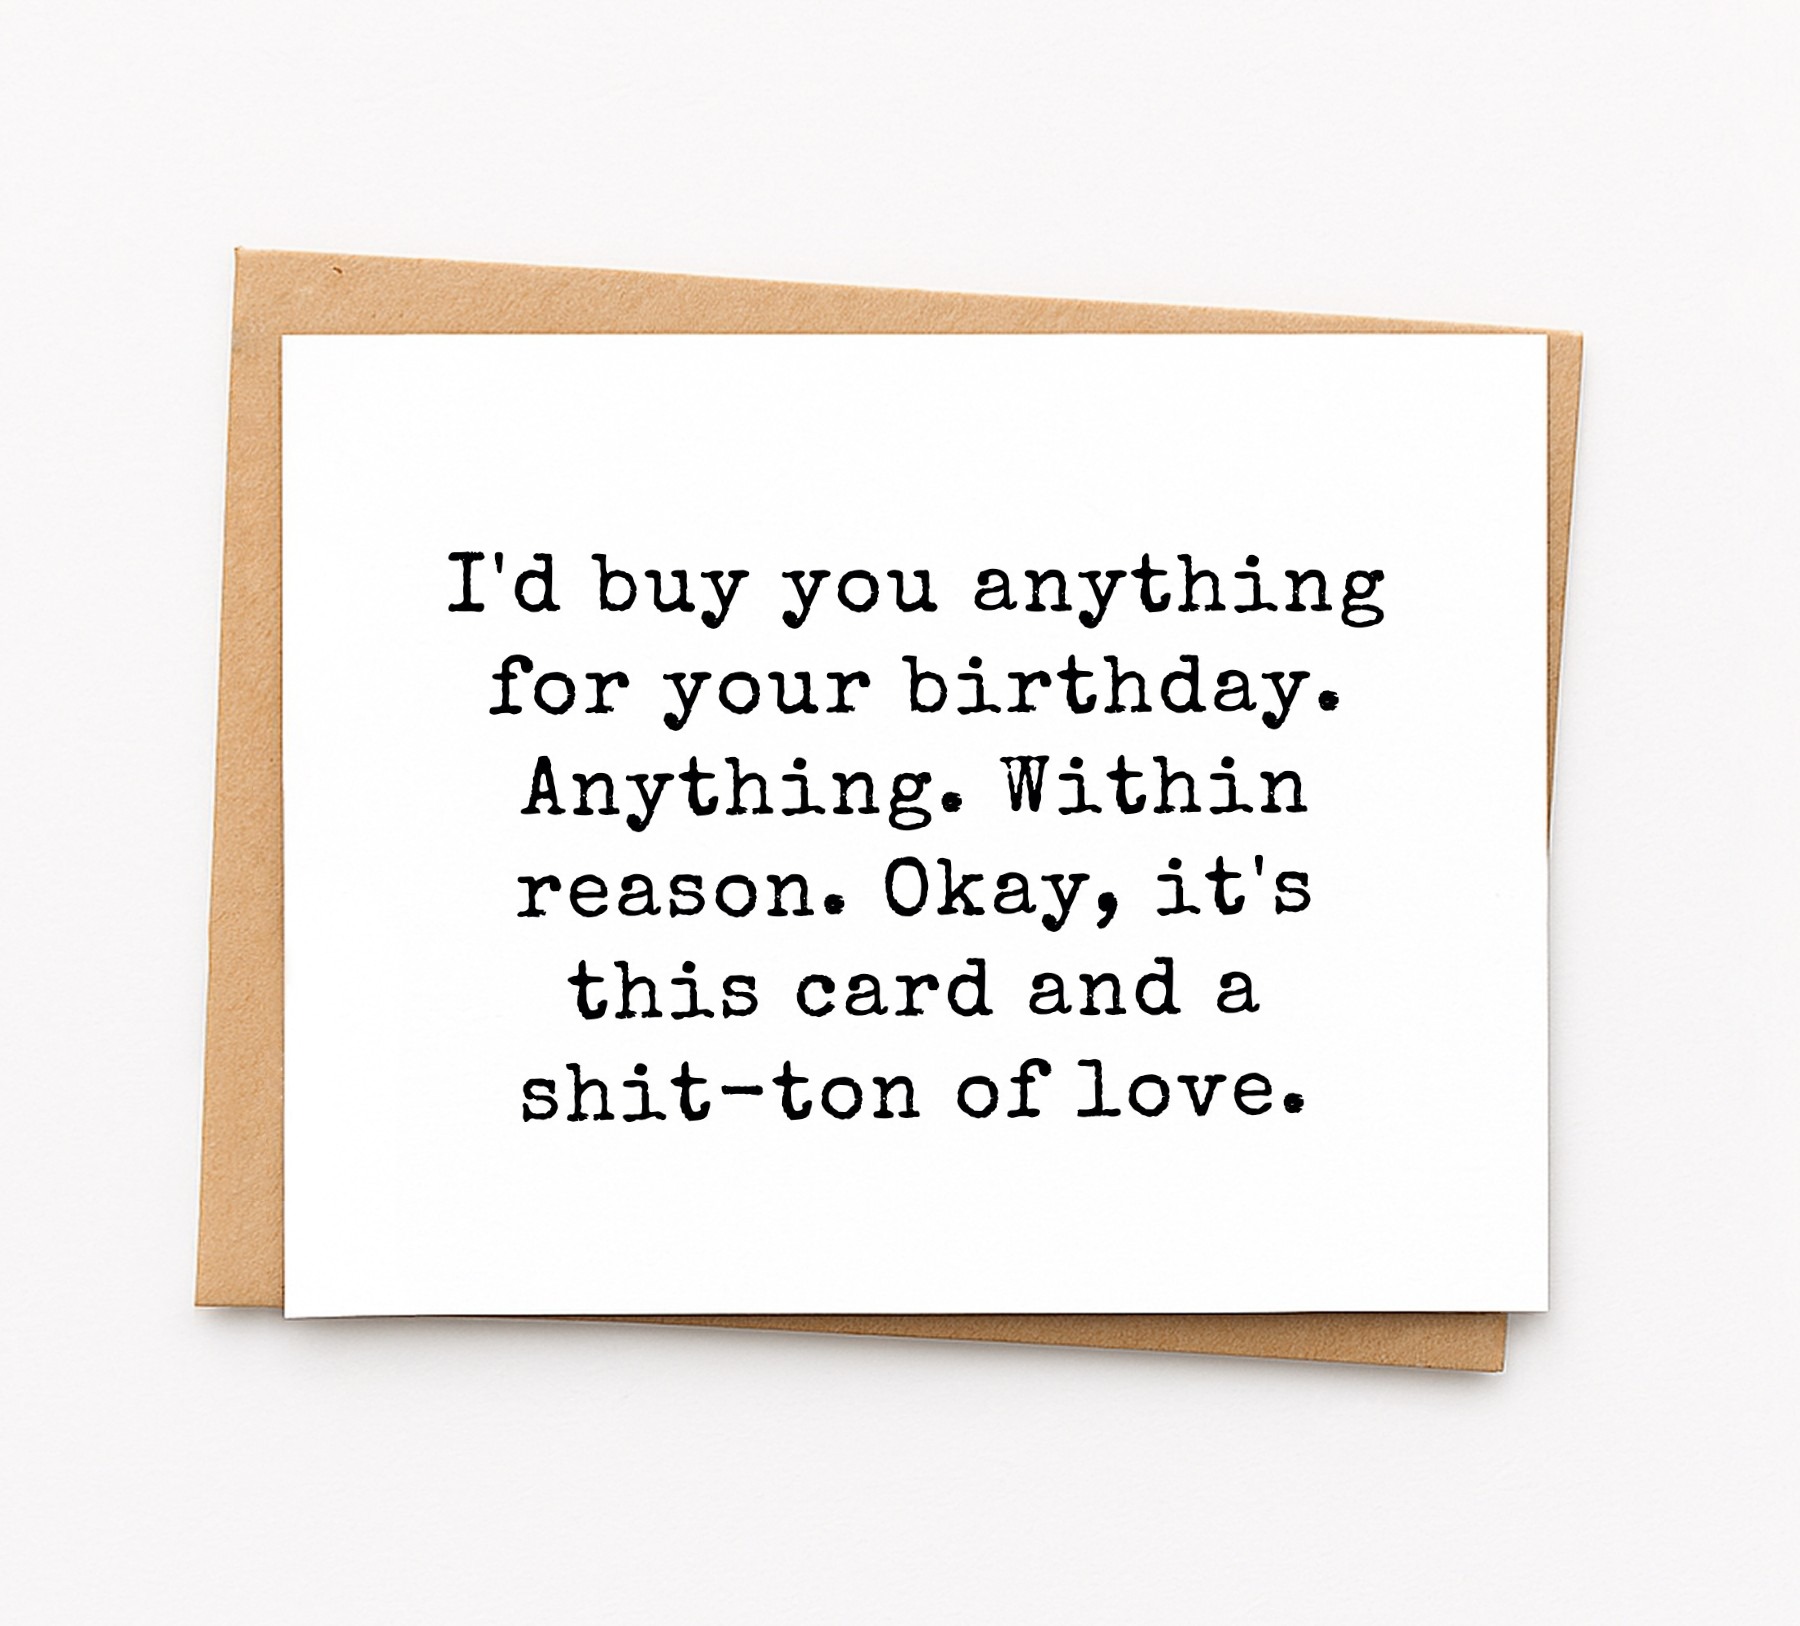 I'd buy you anything
for your birthday.
Anything. Within
reason. Okay, it's
this card and a
shit-ton of love.